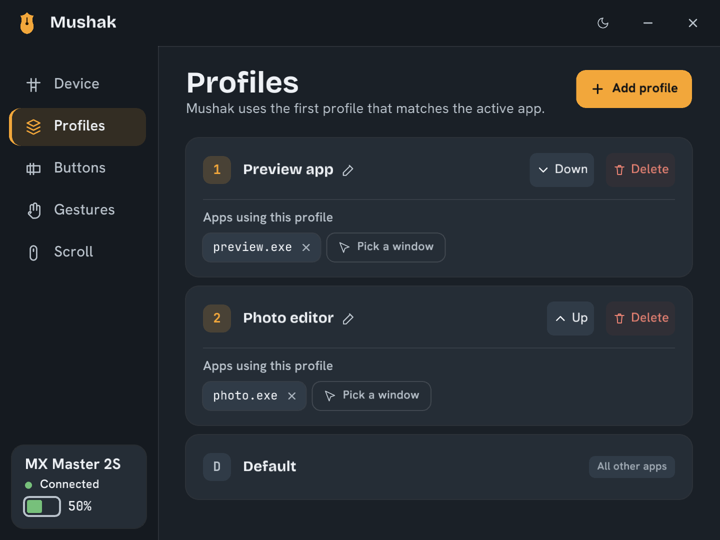 Mushak
Device
Profiles
Buttons
Gestures
Scroll
MX Master 2S
Connected
50%
Profiles
Mushak uses the first profile that matches the active app.
Add profile
1 Preview app Down Delete
Apps using this profile
preview.exe Pick a window
2 Photo editor Up Delete
Apps using this profile
photo.exe Pick a window
D Default All other apps